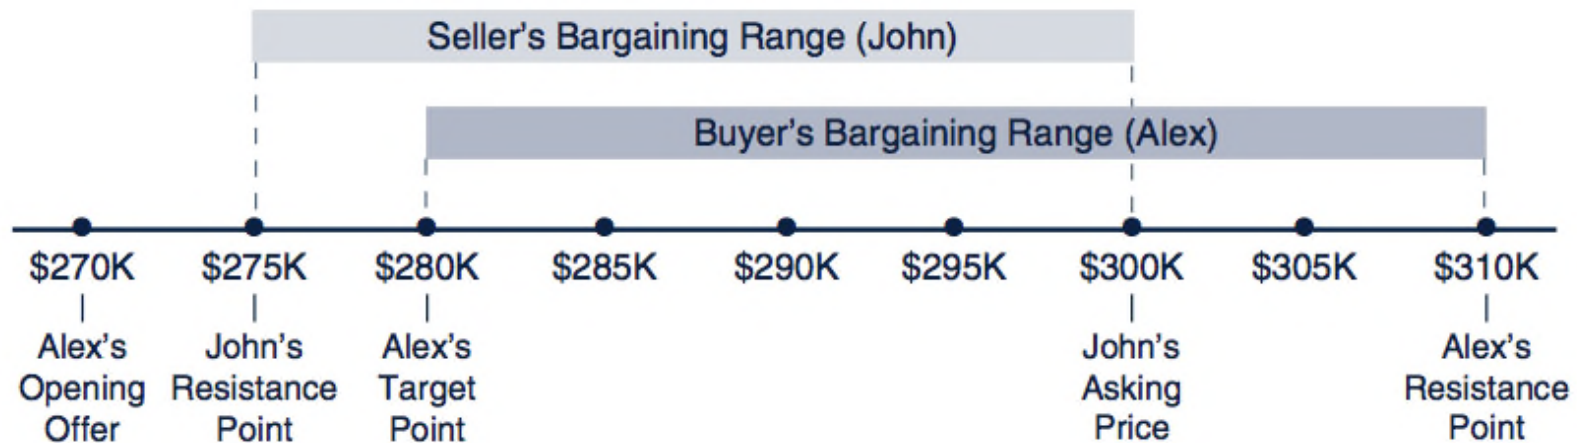 Seller's Bargaining Range (John)
Buyer's Bargaining Range (Alex)
$270K $275K $280K $285K $290K $295K $300K $305K $310K
Alex's Opening Offer
John's Resistance Point
Alex's Target Point
John's Asking Price
Alex's Resistance Point